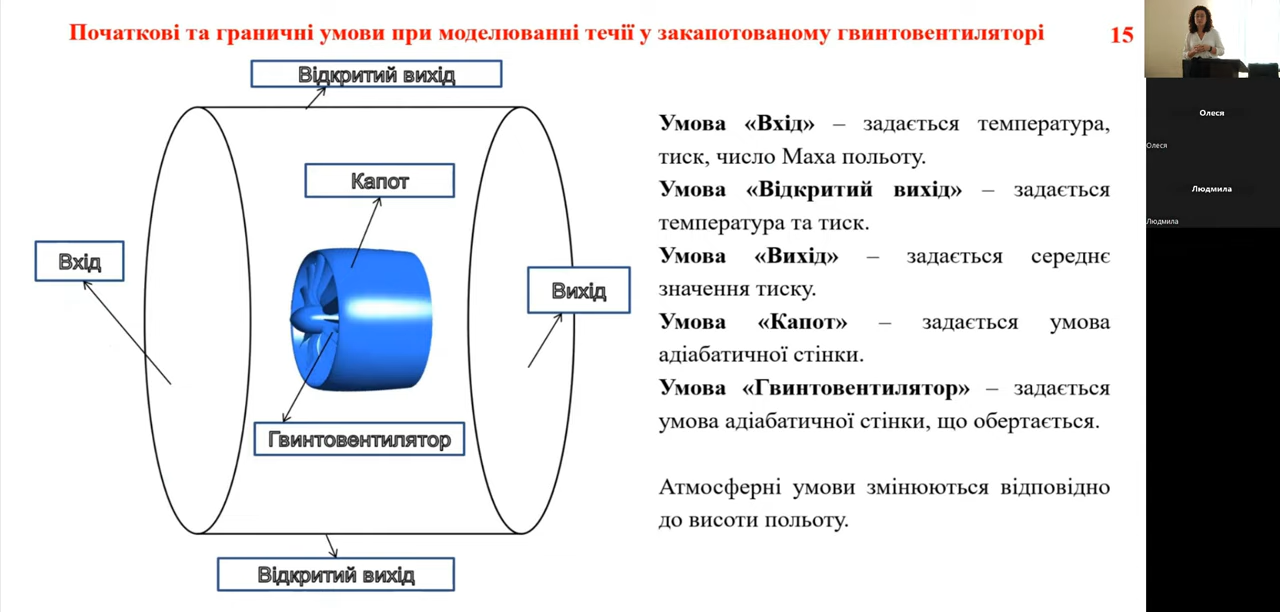 Початкові та граничні умови при моделюванні течії у закапотованому гвинтовентиляторі
15
Відкритий вихід
Капот
Вхід
Вихід
Гвинтовентилятор
Відкритий вихід
Умова «Вхід» – задається температура,
тиск, число Маха польоту.
Умова «Відкритий вихід» – задається
температура та тиск.
Умова «Вихід» – задається середнє
значення тиску.
Умова «Капот» – задається умова
адіабатичної стінки.
Умова «Гвинтовентилятор» – задається
умова адіабатичної стінки, що обертається.
Атмосферні умови змінюються відповідно
до висоти польоту.
Олеся
Олеся
Людмила
Людмила